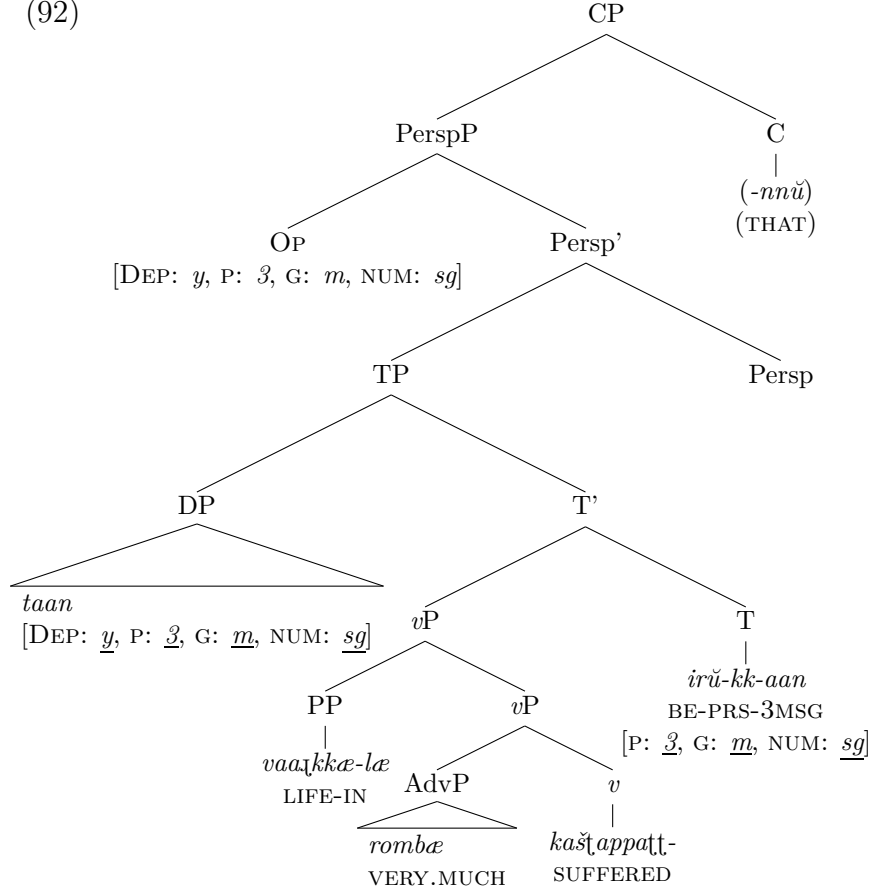 (92)
CP
PerspP C
(-nnŭ)
(THAT)
OP Persp'
[DEP: y, P: 3, G: m, NUM: sg]
TP Persp
DP T'
taan
[DEP: y, P: 3, G: m, NUM: sg]
vP T
irŭ-kk-aan
BE-PRS-3MSG
[P: 3, G: m, NUM: sg]
PP vP
vaaɻkkæ-læ
LIFE-IN
AdvP v
rombæ kašʈappaʈʈ-
VERY.MUCH SUFFERED